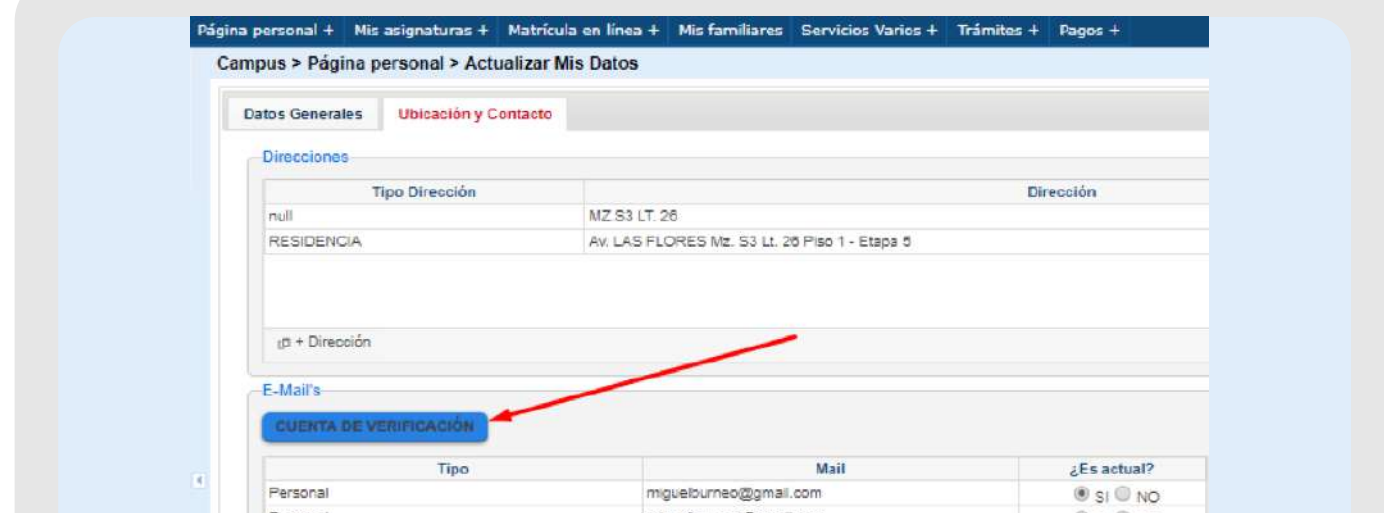 Página personal + Mis asignaturas + Matrícula en línea + Mis familiares Servicios Varios + Trámites + Pagos +
Campus > Página personal > Actualizar Mis Datos
Datos Generales Ubicación y Contacto
Direcciones
Tipo Dirección Dirección
null MZ.S3 LT. 26
RESIDENCIA Av. LAS FLORES Mz. S3 Lt. 26 Piso 1 - Etapa 5
+ Dirección
E-Mail's
CUENTA DE VERIFICACIÓN
Tipo Mail ¿Es actual?
Personal miguelburneo@gmail.com SI NO